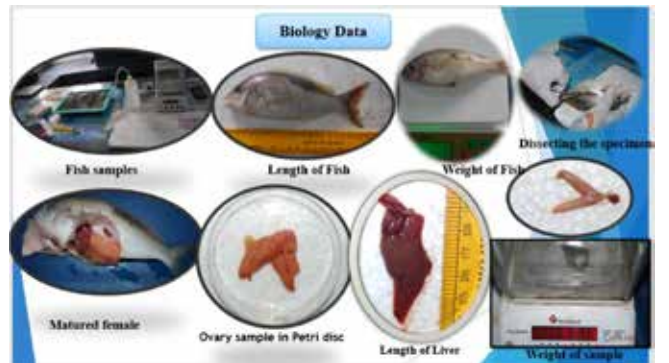 Biology Data
Fish samples
Length of Fish
Weight of Fish
Dissecting the specimen
Matured female
Ovary sample in Petri disc
Length of Liver
Weight of sample